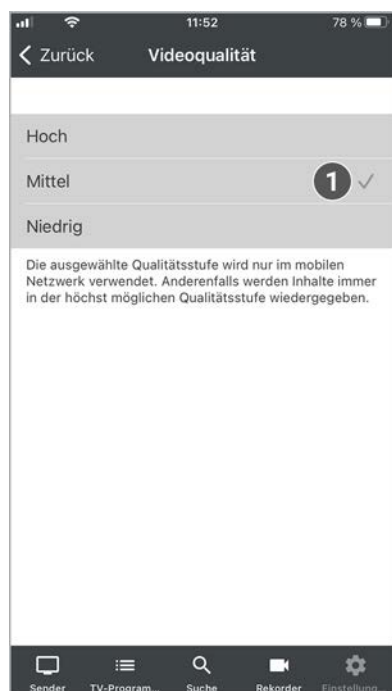 11:52
78 %
Zurück
Videoqualität
Hoch
Mittel
1
Niedrig
Die ausgewählte Qualitätsstufe wird nur im mobilen
Netzwerk verwendet. Anderenfalls werden Inhalte immer
in der höchst möglichen Qualitätsstufe wiedergegeben.
Sender
TV-Program...
Suche
Rekorder
Einstellung